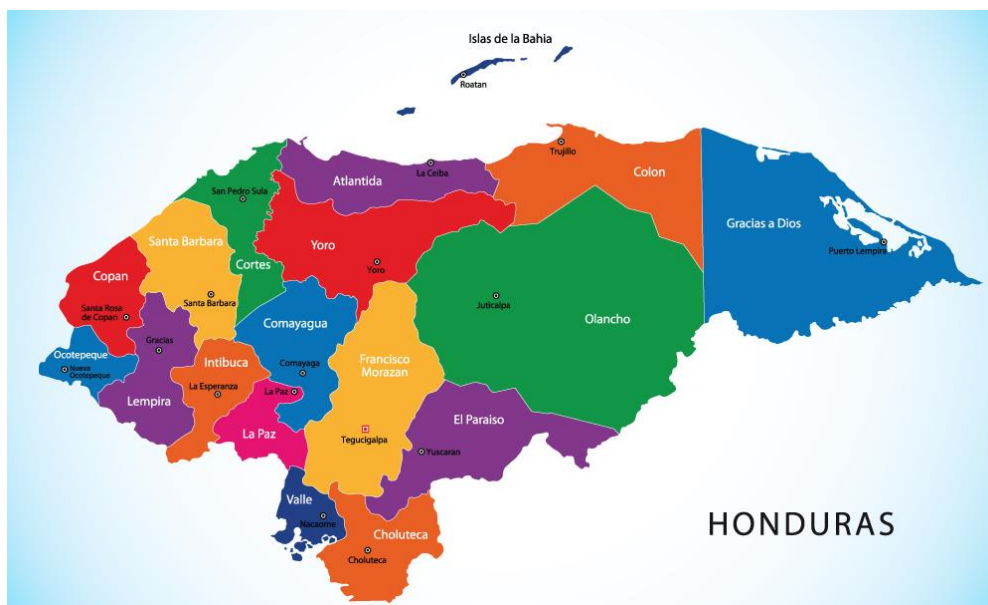 Islas de la Bahia
Roatan
Trujillo
La Ceiba
Colon
Atlantida
San Pedro Sula
Gracias a Dios
Santa Barbara
Yoro
Puerto Lempira
Cortes
Yoro
Copan
Juticalpa
Santa Barbara
Santa Rosa
de Copan
Olancho
Comayagua
Gracias
Ocotepeque
Intibuca
Francisco
Morazan
Nueva
Ocotepeque
Comayaga
La Esperanza
La Paz
Lempira
El Paraiso
La Paz
Tegucigalpa
Yuscaran
Valle
Nacaome
HONDURAS
Choluteca
Choluteca